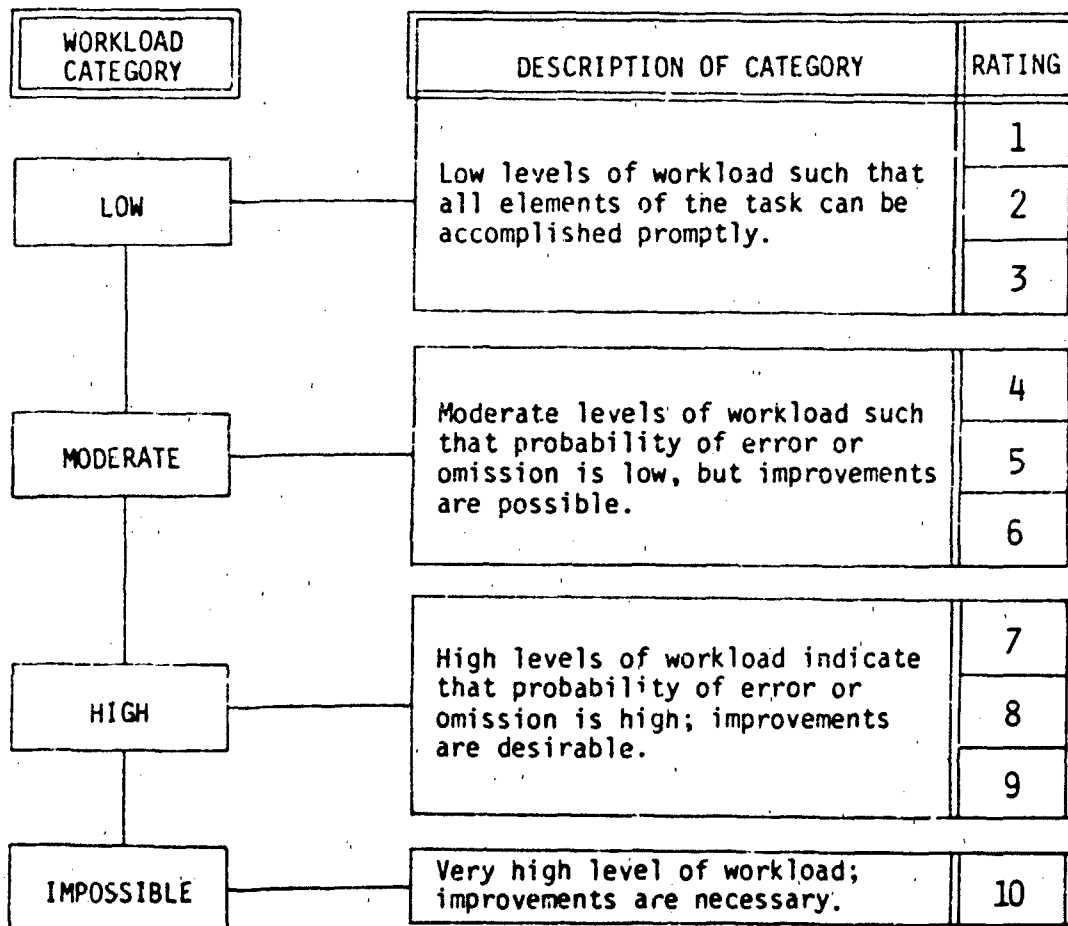 WORKLOAD
CATEGORY
DESCRIPTION OF CATEGORY
RATING
LOW
Low levels of workload such that
all elements of the task can be
accomplished promptly.
1
2
3
MODERATE
Moderate levels of workload such
that probability of error or
omission is low, but improvements
are possible.
4
5
6
HIGH
High levels of workload indicate
that probability of error or
omission is high; improvements
are desirable.
7
8
9
IMPOSSIBLE
Very high level of workload;
improvements are necessary.
10